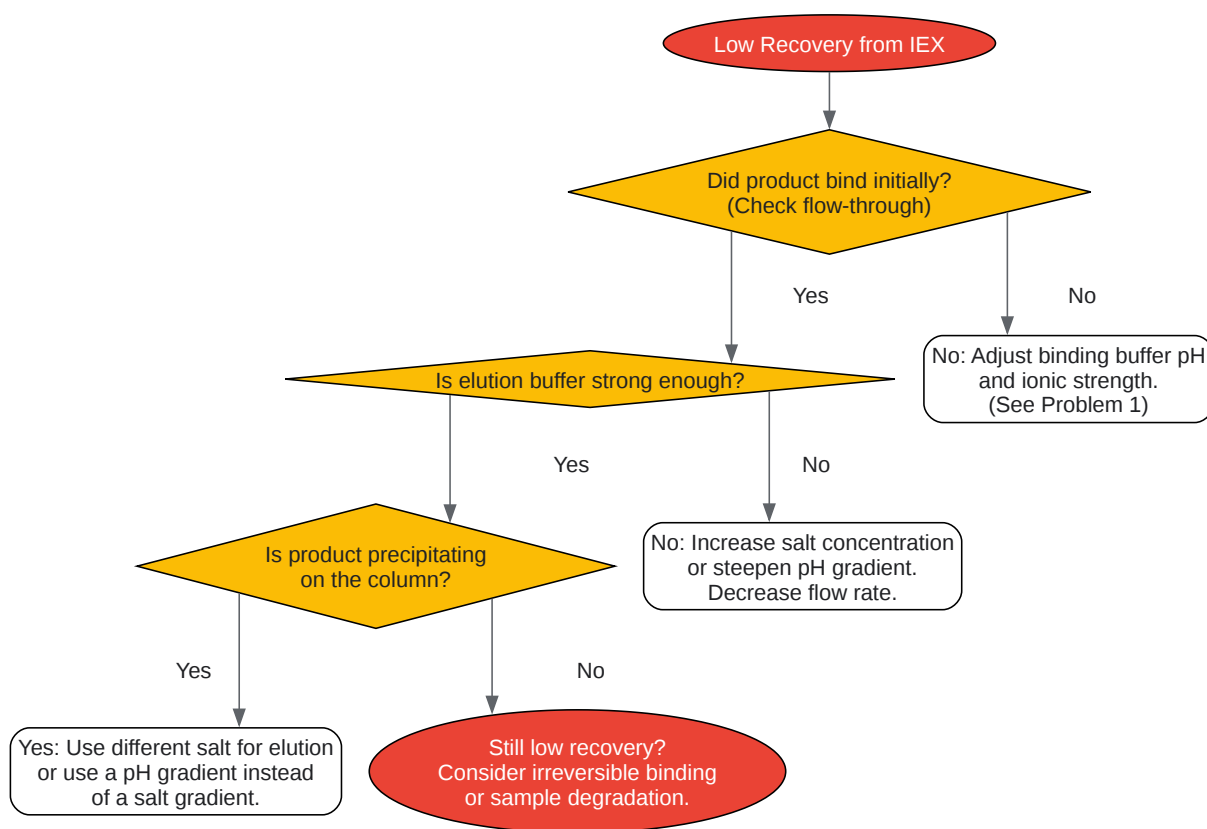 Low Recovery from IEX
Did product bind initially?
(Check flow-through)
Yes
No
No: Adjust binding buffer pH
and ionic strength.
(See Problem 1)
Is elution buffer strong enough?
Yes
No
Is product precipitating
on the column?
No: Increase salt concentration
or steepen pH gradient.
Decrease flow rate.
Yes
No
Yes: Use different salt for elution
or use a pH gradient instead
of a salt gradient.
Still low recovery?
Consider irreversible binding
or sample degradation.